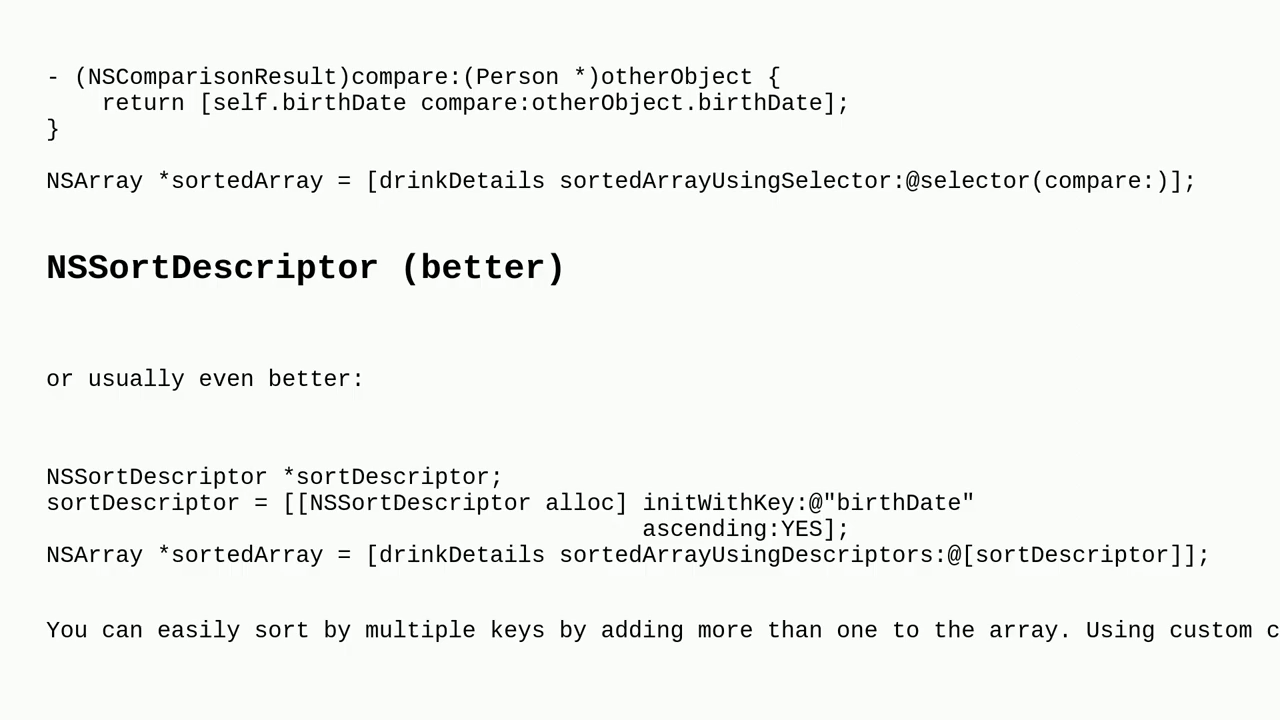 - (NSComparisonResult)compare:(Person *)otherObject {
    return [self.birthDate compare:otherObject.birthDate];
}
NSArray *sortedArray = [drinkDetails sortedArrayUsingSelector:@selector(compare:)];
NSSortDescriptor (better)
or usually even better:
NSSortDescriptor *sortDescriptor;
sortDescriptor = [[NSSortDescriptor alloc] initWithKey:@"birthDate"
                                           ascending:YES];
NSArray *sortedArray = [drinkDetails sortedArrayUsingDescriptors:@[sortDescriptor]];
You can easily sort by multiple keys by adding more than one to the array. Using custom